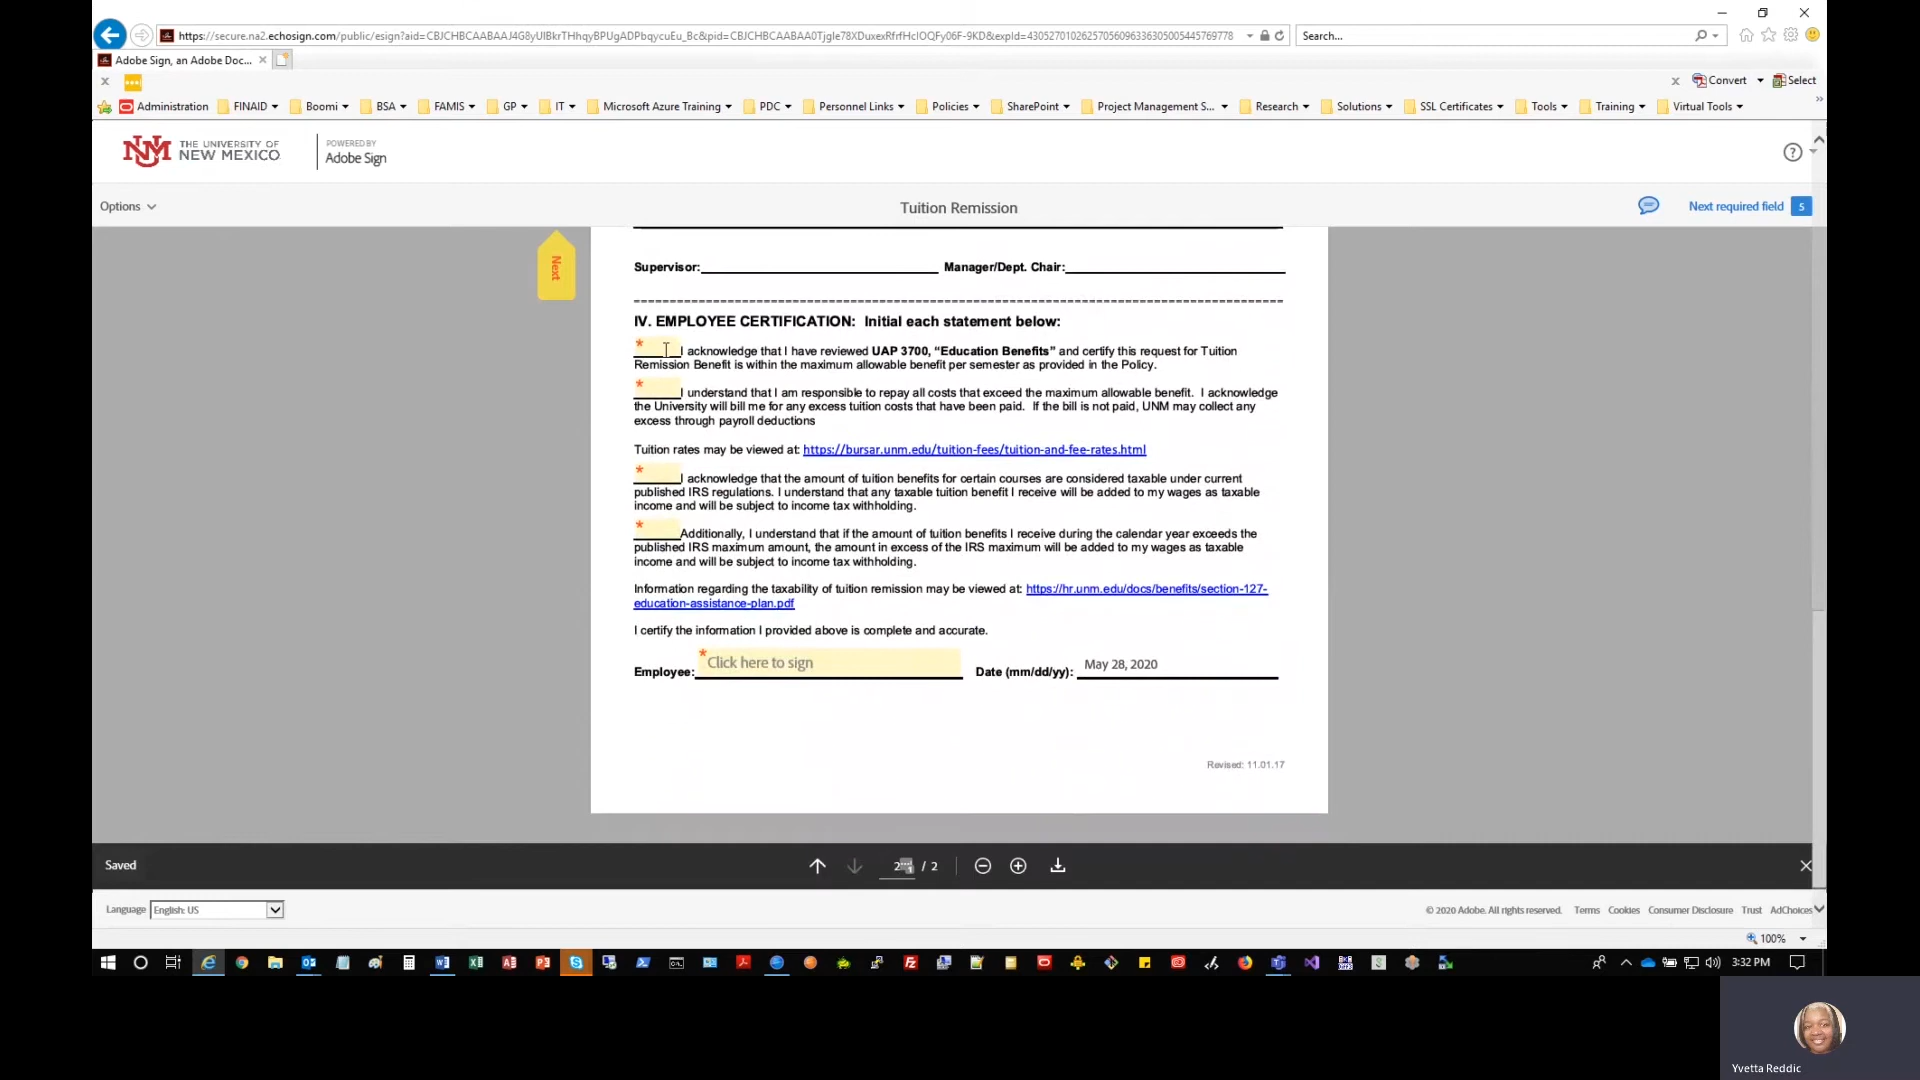 https://secure.na2.echosign.com/public/esign?aid=CBJCHBCAABAAJ4G8yUIBkrTHhqyBPUgADPbqycuEu_Bc&pid=CBJCHBCAABAA0Tjgle78XDuxexRfrfHclOQFy06F-9KD&expId=4305270102625705609633630500544576​9778
Search...
Adobe Sign, an Adobe Doc...
Convert
Select
Administration
FINAID
Boomi
BSA
FAMIS
GP
IT
Microsoft Azure Training
PDC
Personnel Links
Policies
SharePoint
Project Management S...
Research
Solutions
SSL Certificates
Tools
Training
Virtual Tools
UNM THE UNIVERSITY OF NEW MEXICO
POWERED BY
Adobe Sign
Options
Tuition Remission
Next required field 5
Next
Supervisor: Manager/Dept. Chair:
IV. EMPLOYEE CERTIFICATION: Initial each statement below:
* I acknowledge that I have reviewed UAP 3700, “Education Benefits” and certify this request for Tuition
Remission Benefit is within the maximum allowable benefit per semester as provided in the Policy.
* I understand that I am responsible to repay all costs that exceed the maximum allowable benefit. I acknowledge
the University will bill me for any excess tuition costs that have been paid. If the bill is not paid, UNM may collect any
excess through payroll deductions
Tuition rates may be viewed at: https://bursar.unm.edu/tuition-fees/tuition-and-fee-rates.html
* I acknowledge that the amount of tuition benefits for certain courses are considered taxable under current
published IRS regulations. I understand that any taxable tuition benefit I receive will be added to my wages as taxable
income and will be subject to income tax withholding.
* Additionally, I understand that if the amount of tuition benefits I receive during the calendar year exceeds the
published IRS maximum amount, the amount in excess of the IRS maximum will be added to my wages as taxable
income and will be subject to income tax withholding.
Information regarding the taxability of tuition remission may be viewed at: https://hr.unm.edu/docs/benefits/section-127-
education-assistance-plan.pdf
I certify the information I provided above is complete and accurate.
Employee: * Click here to sign Date (mm/dd/yy): May 28, 2020
Revised: 11.01.17
Saved
2 / 2
Language English: US
© 2020 Adobe. All rights reserved.
Terms
Cookies
Consumer Disclosure
Trust
AdChoices
100%
3:32 PM
Yvetta Reddic